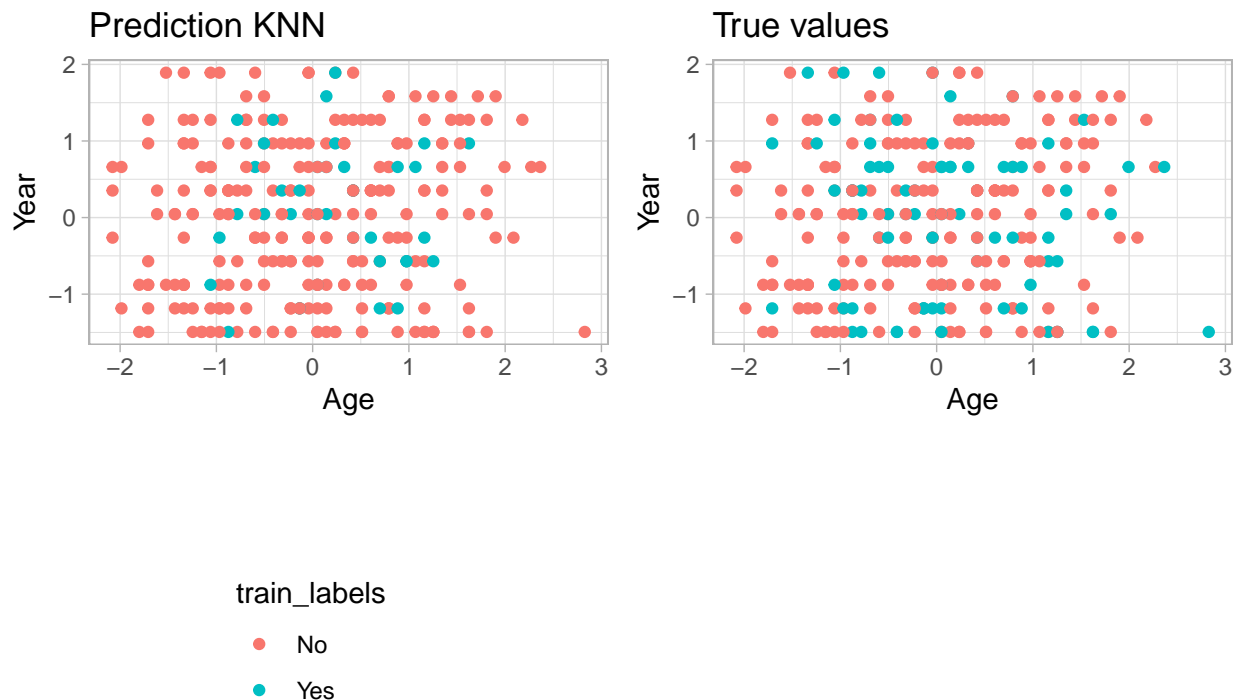 Prediction KNN
2
1
0
−1
Year
−2 −1 0 1 2 3
Age
True values
2
1
0
−1
Year
−2 −1 0 1 2 3
Age
train_labels
No
Yes